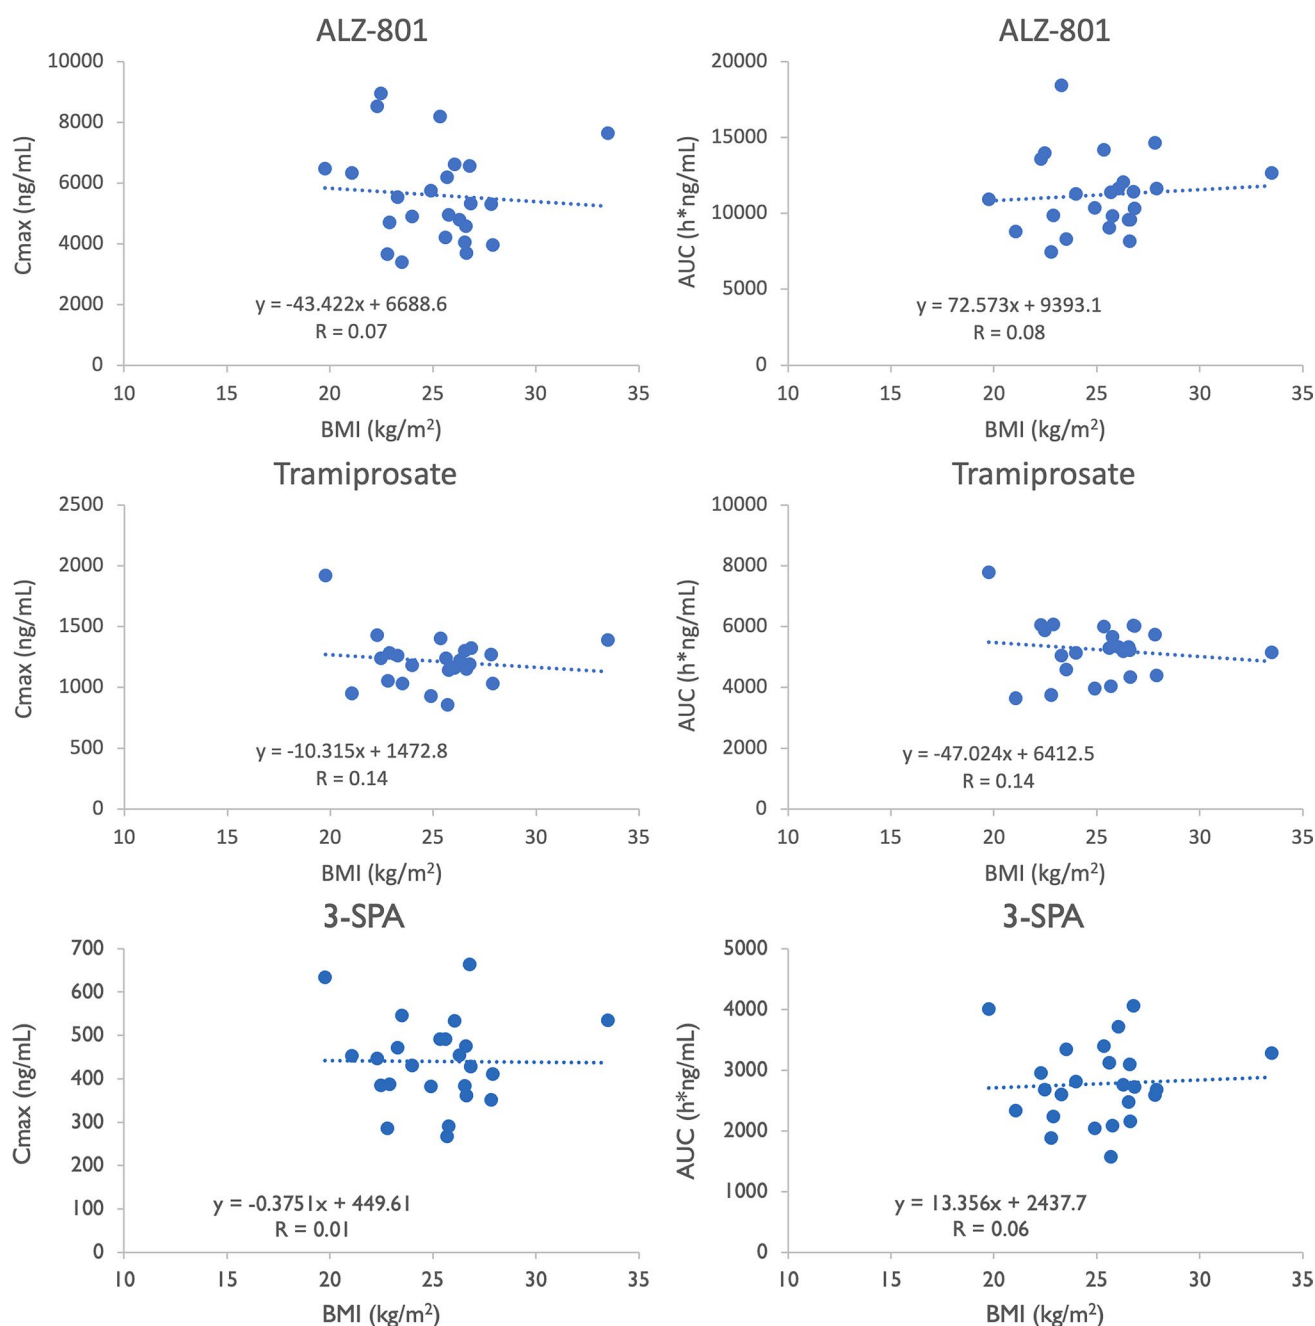 ALZ-801
10000
8000
6000
4000
2000
0
Cmax (ng/mL)
y = -43.422x + 6688.6
R = 0.07
10 15 20 25 30 35
BMI (kg/m²)
ALZ-801
20000
15000
10000
5000
0
AUC (h*ng/mL)
y = 72.573x + 9393.1
R = 0.08
10 15 20 25 30 35
BMI (kg/m²)
Tramiprosate
2500
2000
1500
1000
500
0
Cmax (ng/mL)
y = -10.315x + 1472.8
R = 0.14
10 15 20 25 30 35
BMI (kg/m²)
Tramiprosate
10000
8000
6000
4000
2000
0
AUC (h*ng/mL)
y = -47.024x + 6412.5
R = 0.14
10 15 20 25 30 35
BMI (kg/m²)
3-SPA
700
600
500
400
300
200
100
0
Cmax (ng/mL)
y = -0.3751x + 449.61
R = 0.01
10 15 20 25 30 35
BMI (kg/m²)
3-SPA
5000
4000
3000
2000
1000
0
AUC (h*ng/mL)
y = 13.356x + 2437.7
R = 0.06
10 15 20 25 30 35
BMI (kg/m²)